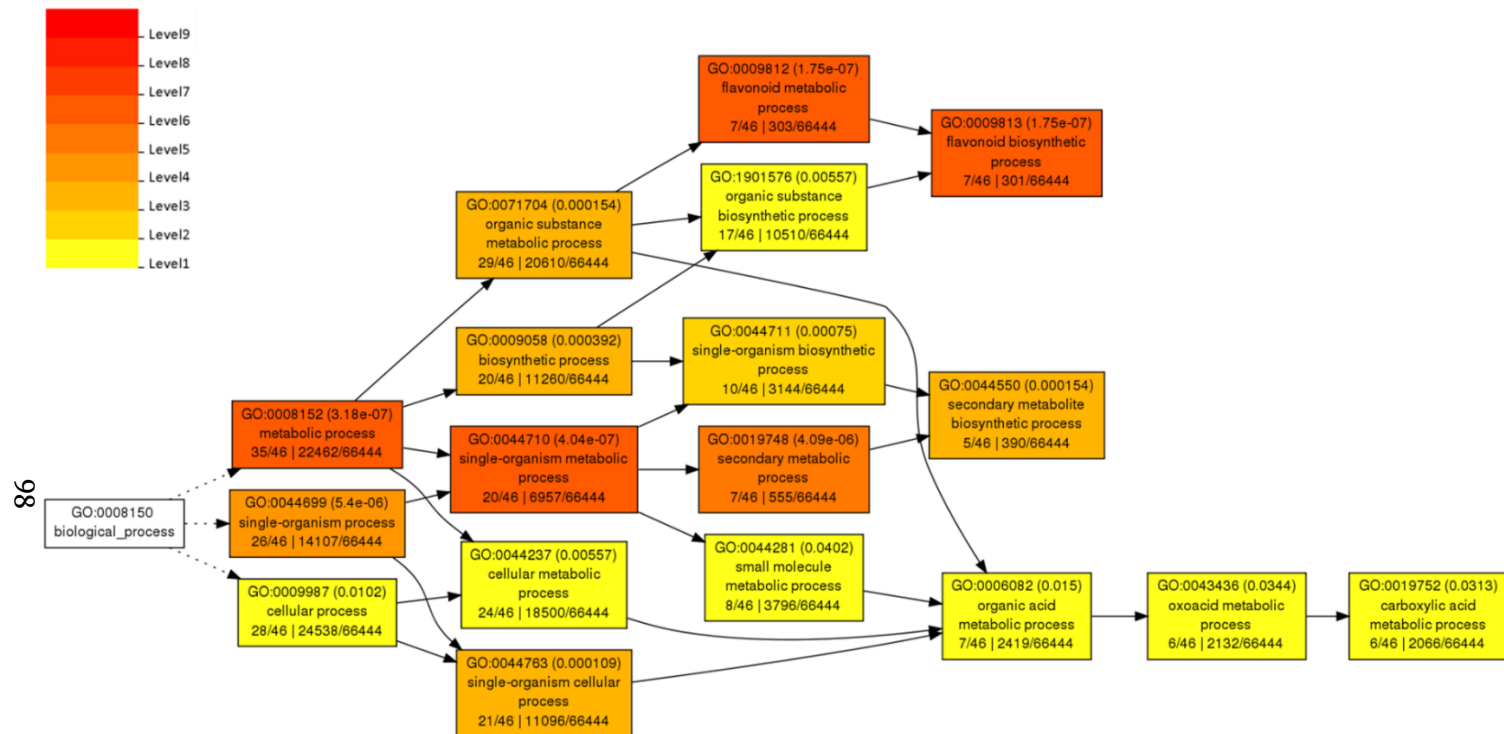 Level9
Level8
Level7
Level6
Level5
Level4
Level3
Level2
Level1
GO:0009812 (1.75e-07)
flavonoid metabolic
process
7/46 | 303/66444
GO:0009813 (1.75e-07)
flavonoid biosynthetic
process
7/46 | 301/66444
GO:1901576 (0.00557)
organic substance
biosynthetic process
17/46 | 10510/66444
GO:0071704 (0.000154)
organic substance
metabolic process
29/46 | 20610/66444
GO:0009058 (0.000392)
biosynthetic process
20/46 | 11260/66444
GO:0044711 (0.00075)
single-organism biosynthetic
process
10/46 | 3144/66444
GO:0044550 (0.000154)
secondary metabolite
biosynthetic process
5/46 | 390/66444
GO:0008152 (3.18e-07)
metabolic process
35/46 | 22462/66444
GO:0044710 (4.04e-07)
single-organism metabolic
process
20/46 | 6957/66444
GO:0019748 (4.09e-06)
secondary metabolic
process
7/46 | 555/66444
98
GO:0008150
biological_process
GO:0044699 (5.4e-06)
single-organism process
26/46 | 14107/66444
GO:0044237 (0.00557)
cellular metabolic
process
24/46 | 18500/66444
GO:0044281 (0.0402)
small molecule
metabolic process
8/46 | 3796/66444
GO:0009987 (0.0102)
cellular process
28/46 | 24538/66444
GO:0006082 (0.015)
organic acid
metabolic process
7/46 | 2419/66444
GO:0043436 (0.0344)
oxoacid metabolic
process
6/46 | 2132/66444
GO:0019752 (0.0313)
carboxylic acid
metabolic process
6/46 | 2066/66444
GO:0044763 (0.000109)
single-organism cellular
process
21/46 | 11096/66444